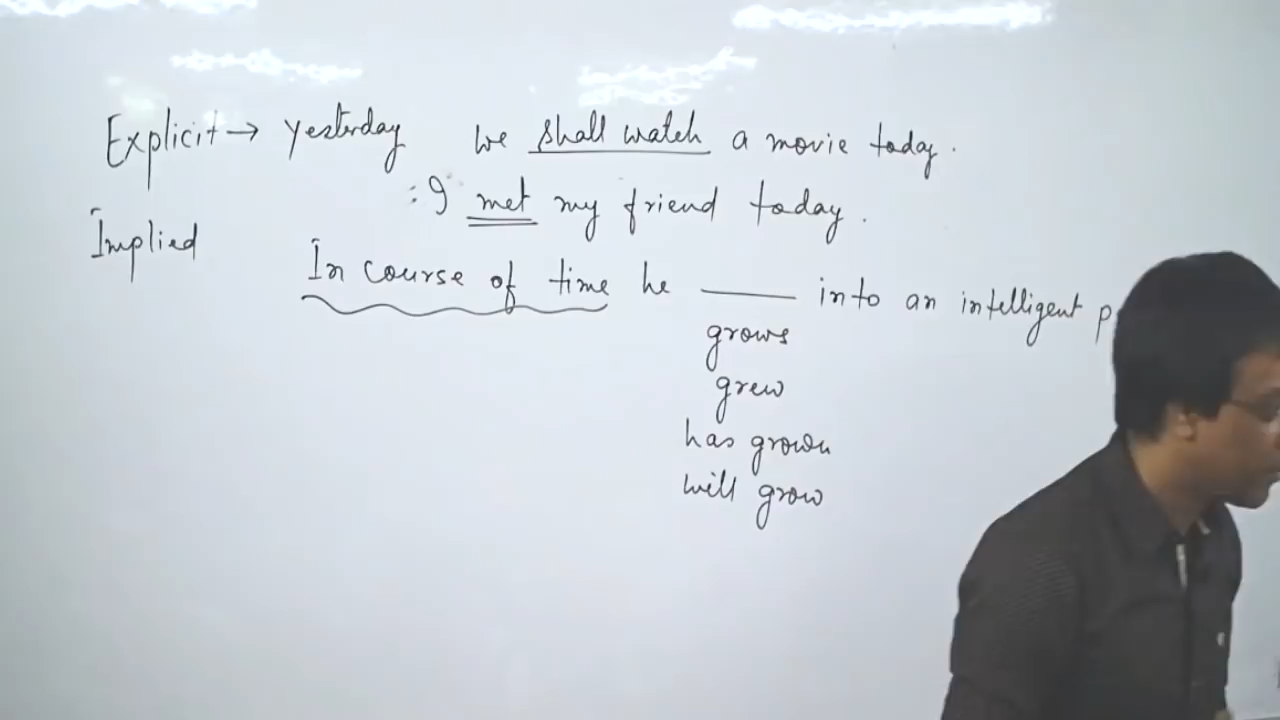 Explicit → yesterday We shall watch a movie today.
: I met my friend today.
Implied
In course of time he ______ into an intelligent p
grows
grew
has grown
will grow